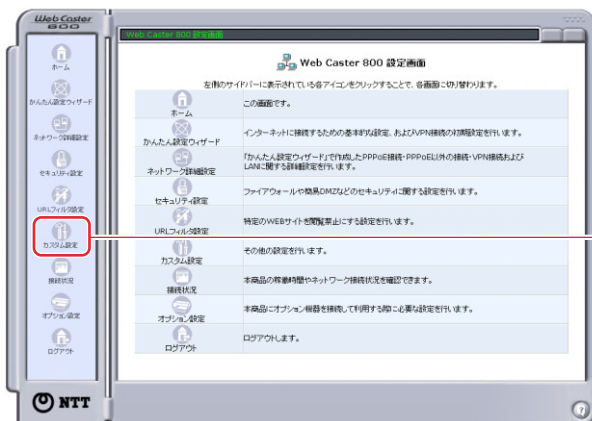 Web Caster
800
ホーム
かんたん設定ウィザード
ネットワーク詳細設定
セキュリティ設定
URLフィルタ設定
カスタム設定
接続状況
オプション設定
ログアウト
NTT
Web Caster 800 設定画面
Web Caster 800 設定画面
左側のサイドバーに表示されている各アイコンをクリックすることで、各画面に切り替わります。
ホーム
この画面です。
かんたん設定ウィザード
インターネットに接続するための基本的な設定、およびVPN接続の初期設定を行います。
ネットワーク詳細設定
「かんたん設定ウィザード」で作成したPPPoE接続・PPPoE以外の接続・VPN接続および
LANに関する詳細設定を行います。
セキュリティ設定
ファイアウォールや簡易DMZなどのセキュリティに関する設定を行います。
URLフィルタ設定
特定のWEBサイトを閲覧禁止にする設定を行います。
カスタム設定
その他の設定を行います。
接続状況
本商品の稼働時間やネットワーク接続状況を確認できます。
オプション設定
本商品にオプション機器を接続して利用する際に必要な設定を行います。
ログアウト
ログアウトします。
?